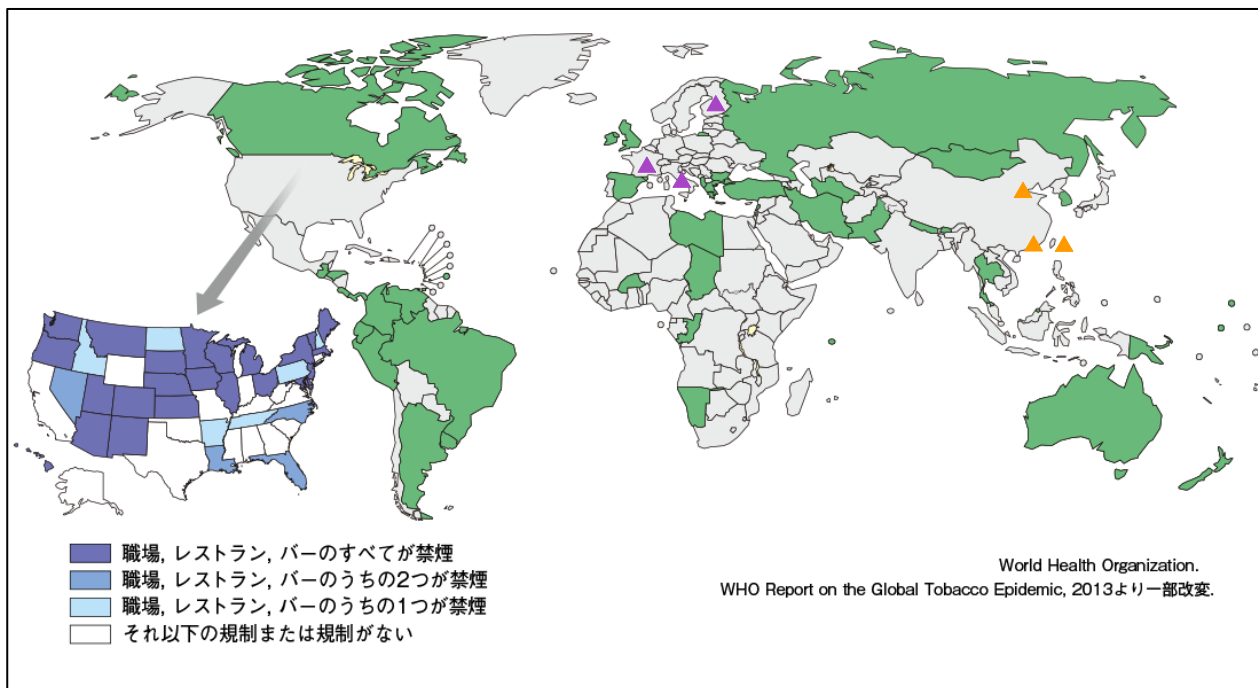 職場, レストラン, バーのすべてが禁煙
職場, レストラン, バーのうちの2つが禁煙
職場, レストラン, バーのうちの1つが禁煙
それ以下の規制または規制がない
World Health Organization.
WHO Report on the Global Tobacco Epidemic, 2013より一部改変.